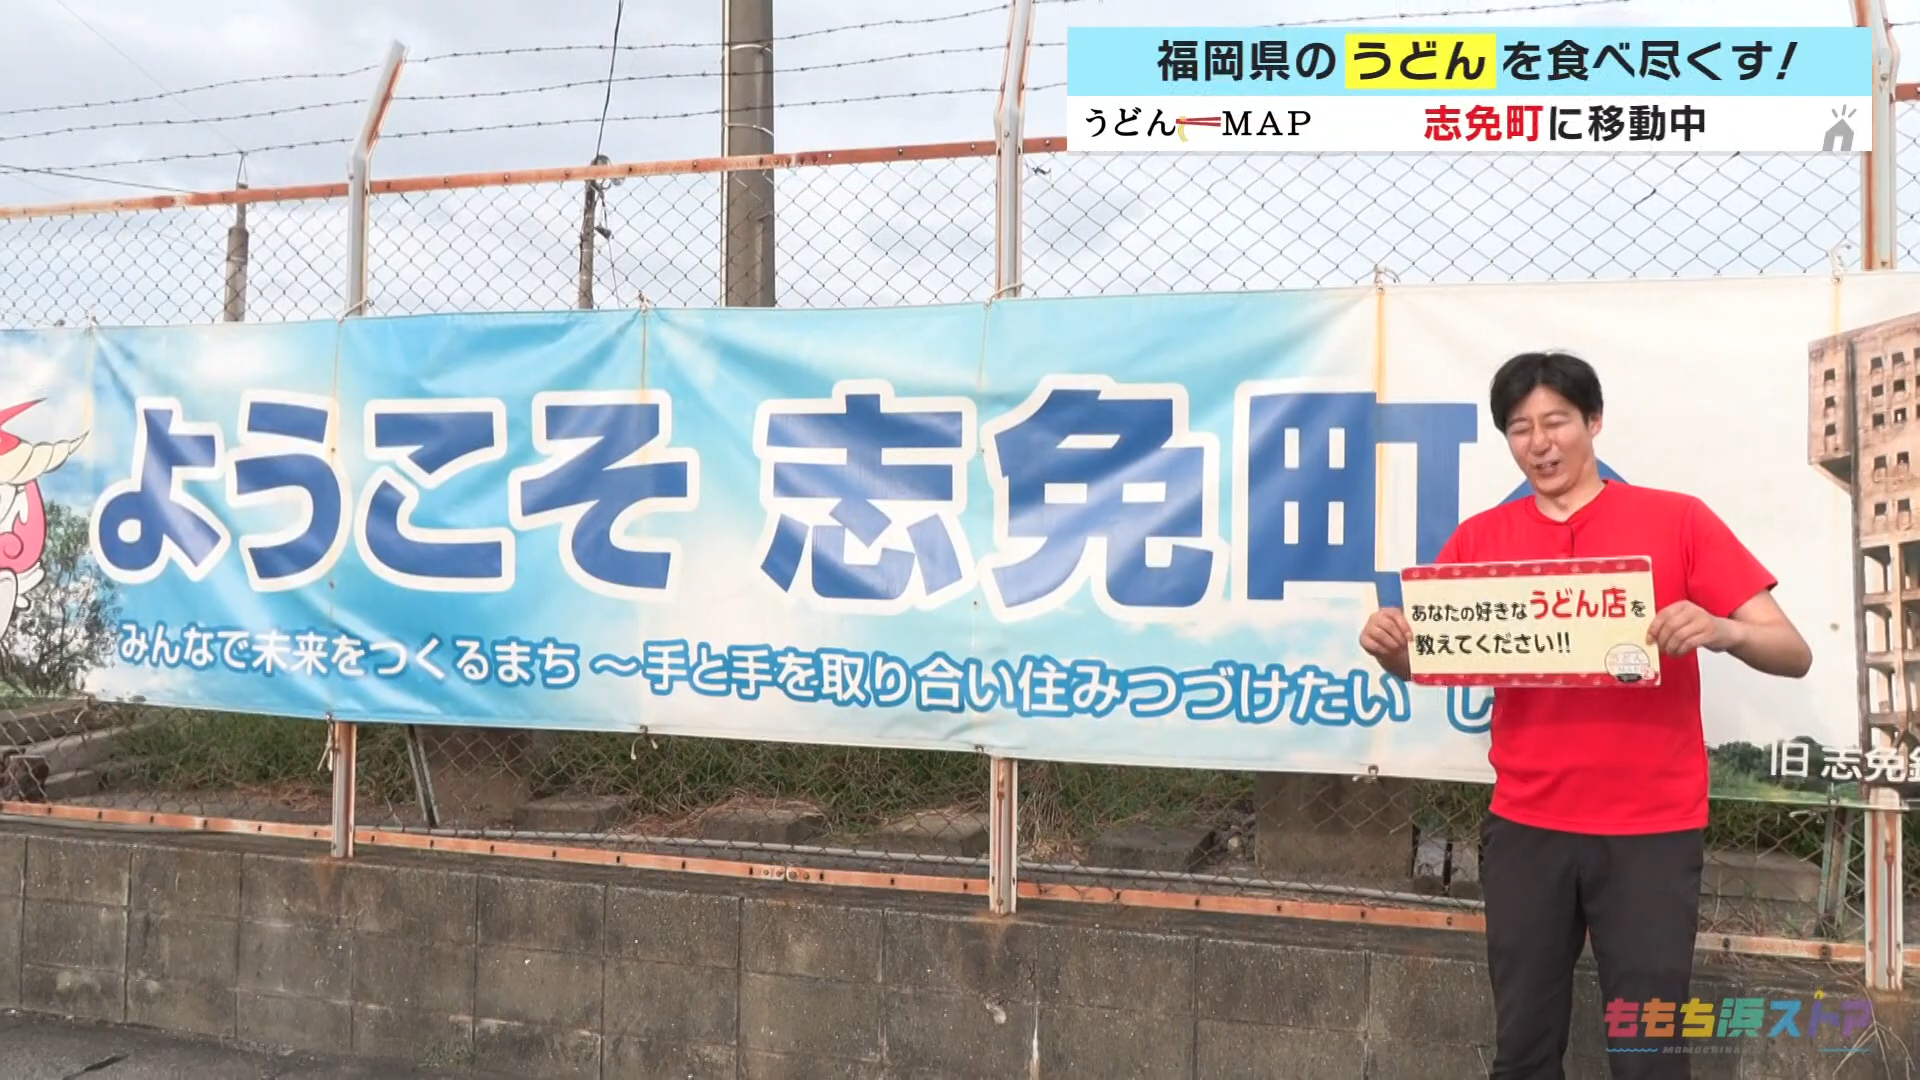 福岡県のうどんを食べ尽くす!
うどんMAP
志免町に移動中
ようこそ 志免町
みんなで未来をつくるまち ～手と手を取り合い住みつづけたい し
あなたの好きなうどん店を
教えてください!!
旧 志免
ももち浜ストア